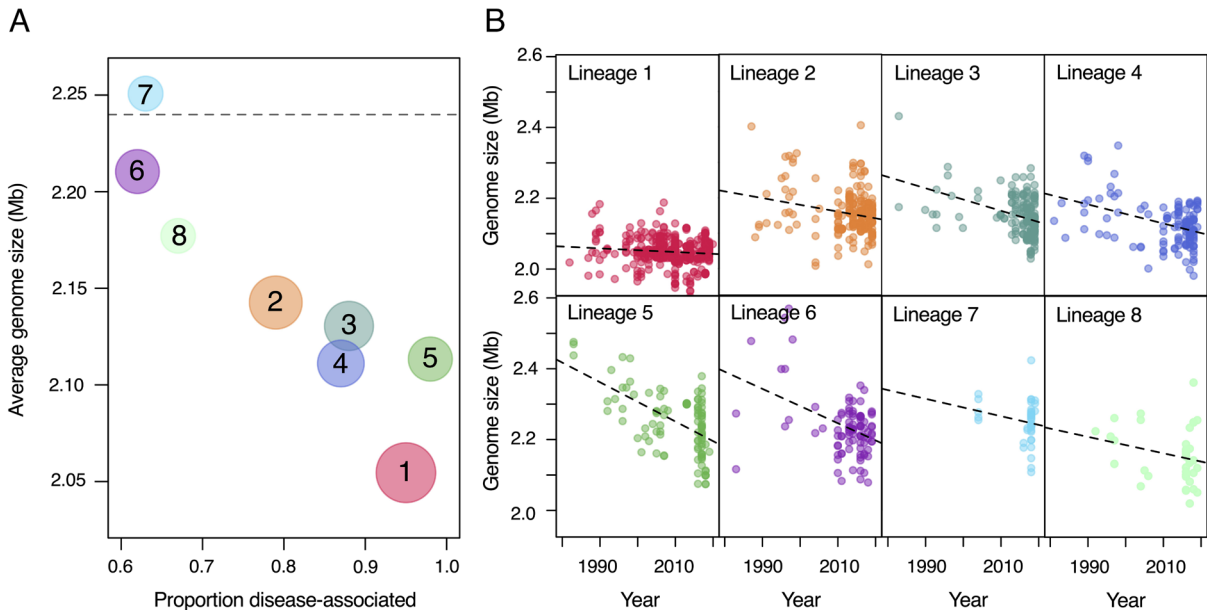 A
Average genome size (Mb)
2.25
2.20
2.15
2.10
2.05
7
6
8
2
3
4
5
1
0.6 0.7 0.8 0.9 1.0
Proportion disease-associated
B
Genome size (Mb)
2.6
2.4
2.2
2.0
Lineage 1 Lineage 2 Lineage 3 Lineage 4
Genome size (Mb)
2.6
2.4
2.2
2.0
Lineage 5 Lineage 6 Lineage 7 Lineage 8
1990 2010 1990 2010 1990 2010 1990 2010
Year Year Year Year